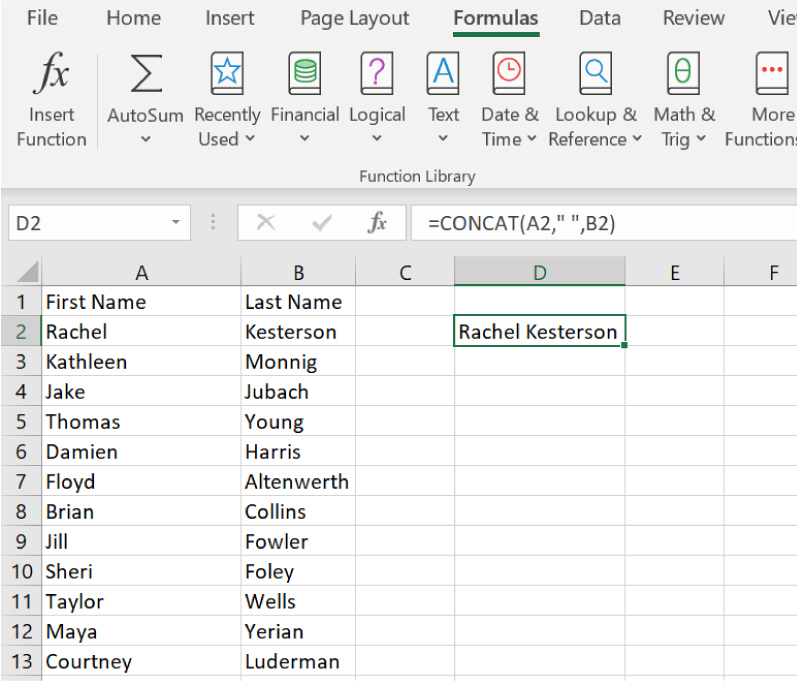 File Home Insert Page Layout Formulas Data Review Vie
fx Σ ? A θ
Insert Function AutoSum Recently Used Financial Logical Text Date & Time Lookup & Reference Math & Trig More Functions
Function Library
D2 fx =CONCAT(A2," ",B2)
A B C D E F
1 First Name Last Name
2 Rachel Kesterson Rachel Kesterson
3 Kathleen Monnig
4 Jake Jubach
5 Thomas Young
6 Damien Harris
7 Floyd Altenwerth
8 Brian Collins
9 Jill Fowler
10 Sheri Foley
11 Taylor Wells
12 Maya Yerian
13 Courtney Luderman